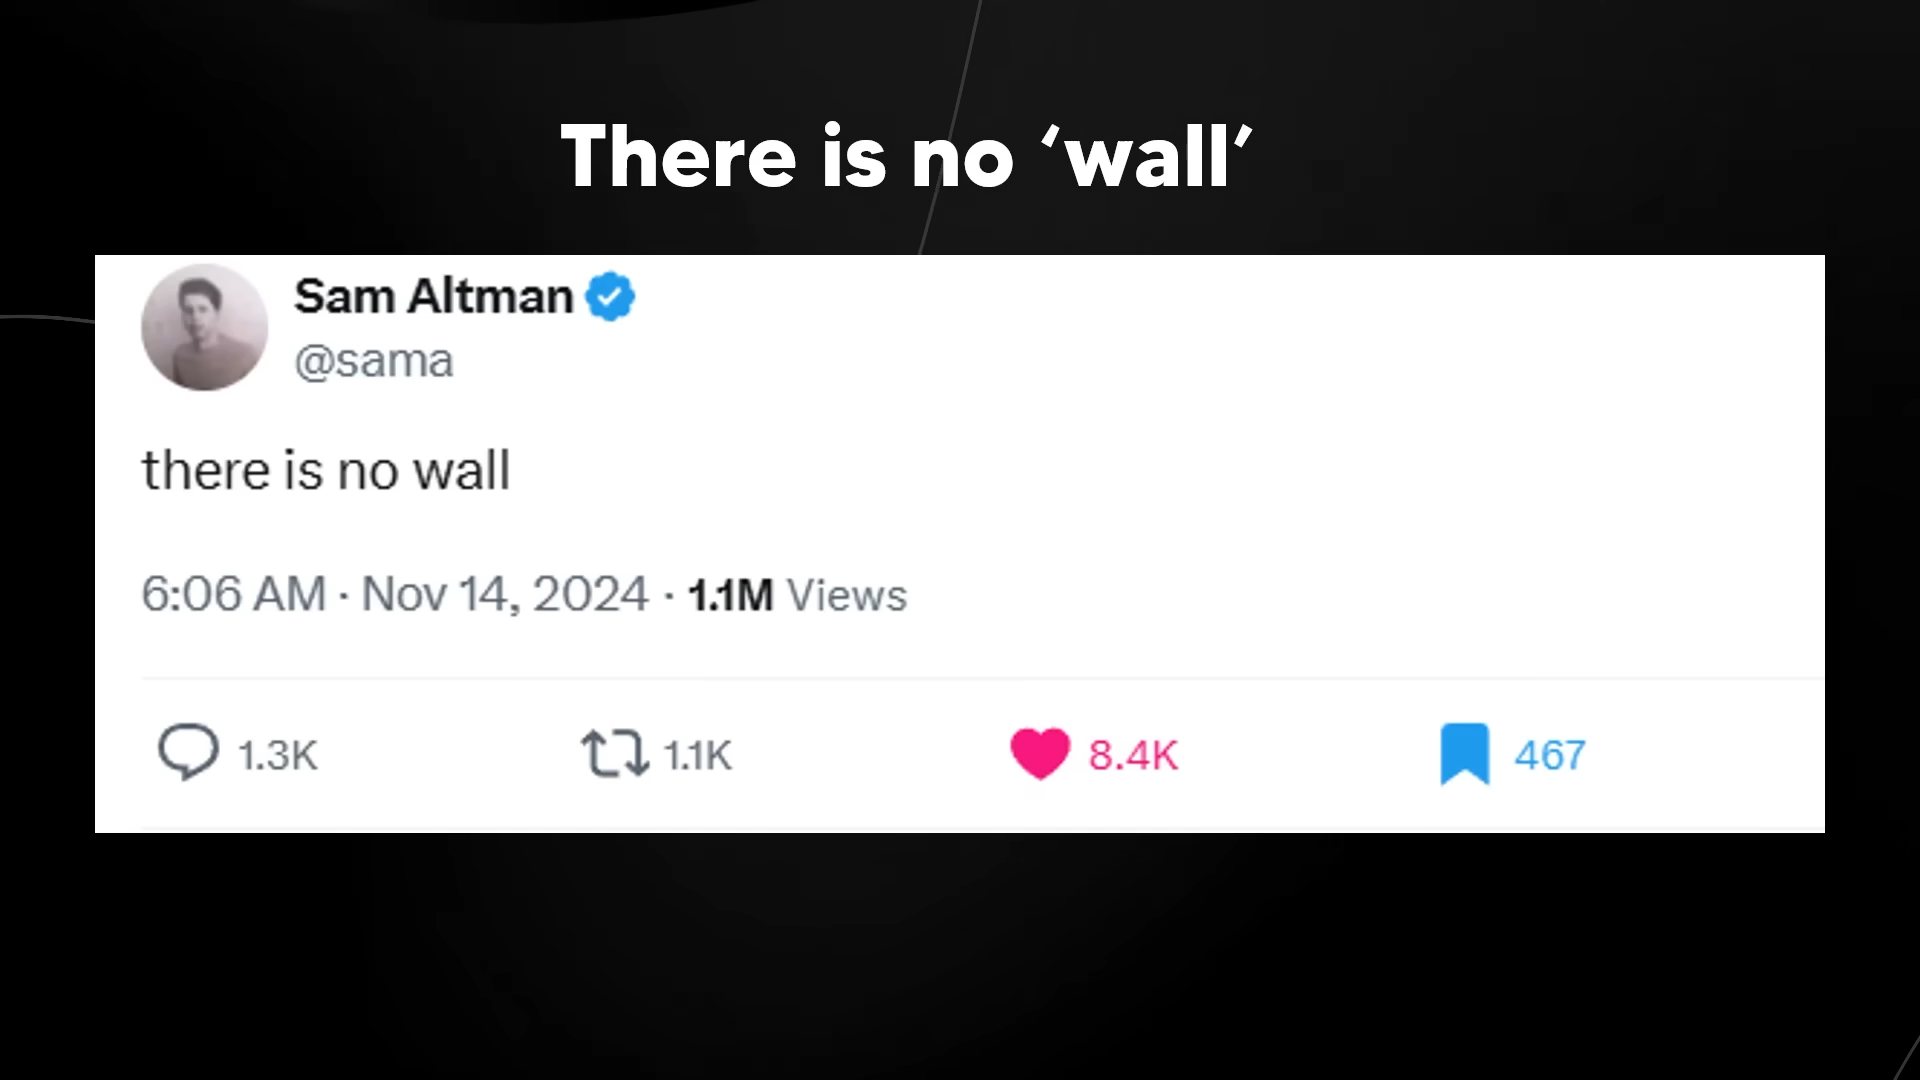 There is no ‘wall’
Sam Altman
@sama
there is no wall
6:06 AM · Nov 14, 2024 · 1.1M Views
1.3K 1.1K 8.4K 467